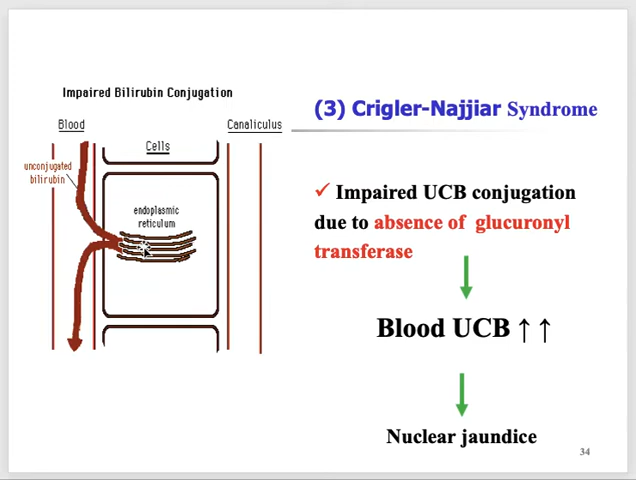 Impaired Bilirubin Conjugation
Blood
Canaliculus
Cells
unconjugated
bilirubin
endoplasmic
reticulum
(3) Crigler-Najjiar Syndrome
✓ Impaired UCB conjugation
due to absence of glucuronyl
transferase
Blood UCB ↑ ↑
Nuclear jaundice
34